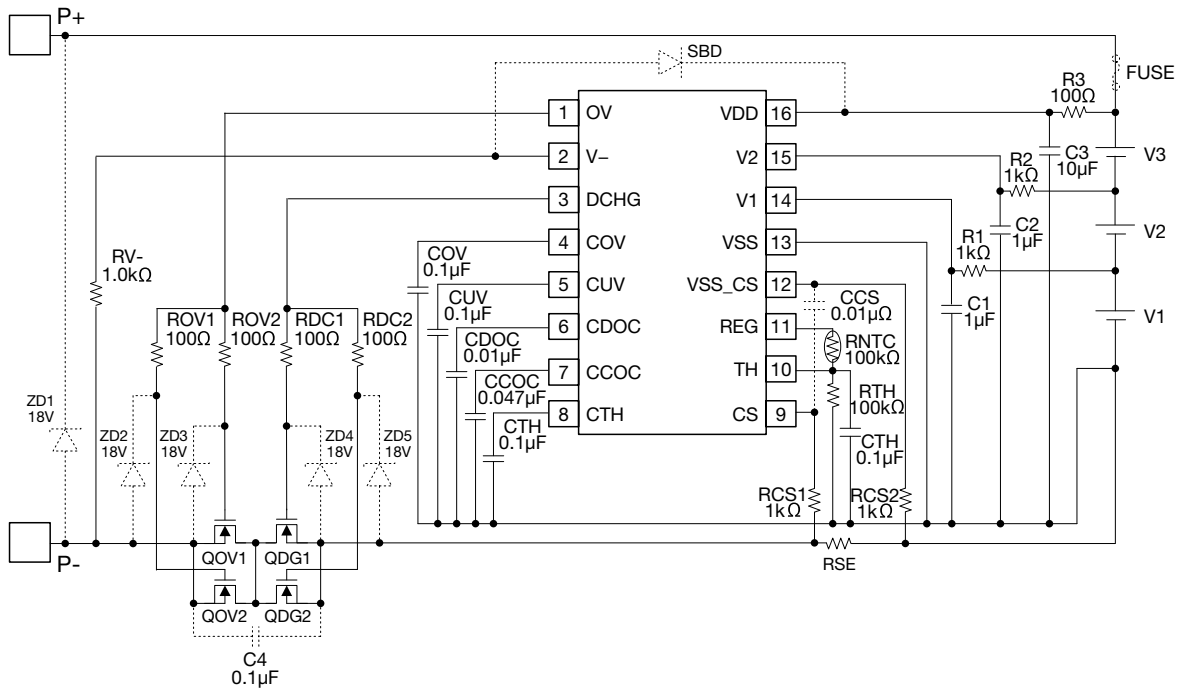 P+
SBD
FUSE
R3
100Ω
1 OV
VDD 16
2 V–
V2 15
C3
10µF
V3
R2
1kΩ
3 DCHG
V1 14
4 COV
VSS 13
C2
1µF
V2
R1
1kΩ
RV-
1.0kΩ
COV
0.1µF
5 CUV
VSS_CS 12
CCS
0.01µΩ
CUV
0.1µF
C1
1µF
V1
6 CDOC
REG 11
RNTC
100kΩ
ROV1
100Ω
ROV2
100Ω
RDC1
100Ω
RDC2
100Ω
CDOC
0.01µF
7 CCOC
TH 10
CCOC
0.047µF
RTH
100kΩ
8 CTH
CS 9
CTH
0.1µF
ZD1
18V
ZD2
18V
ZD3
18V
ZD4
18V
ZD5
18V
CTH
0.1µF
RCS1
1kΩ
RCS2
1kΩ
P-
QOV1
QDG1
RSE
QOV2
QDG2
C4
0.1µF